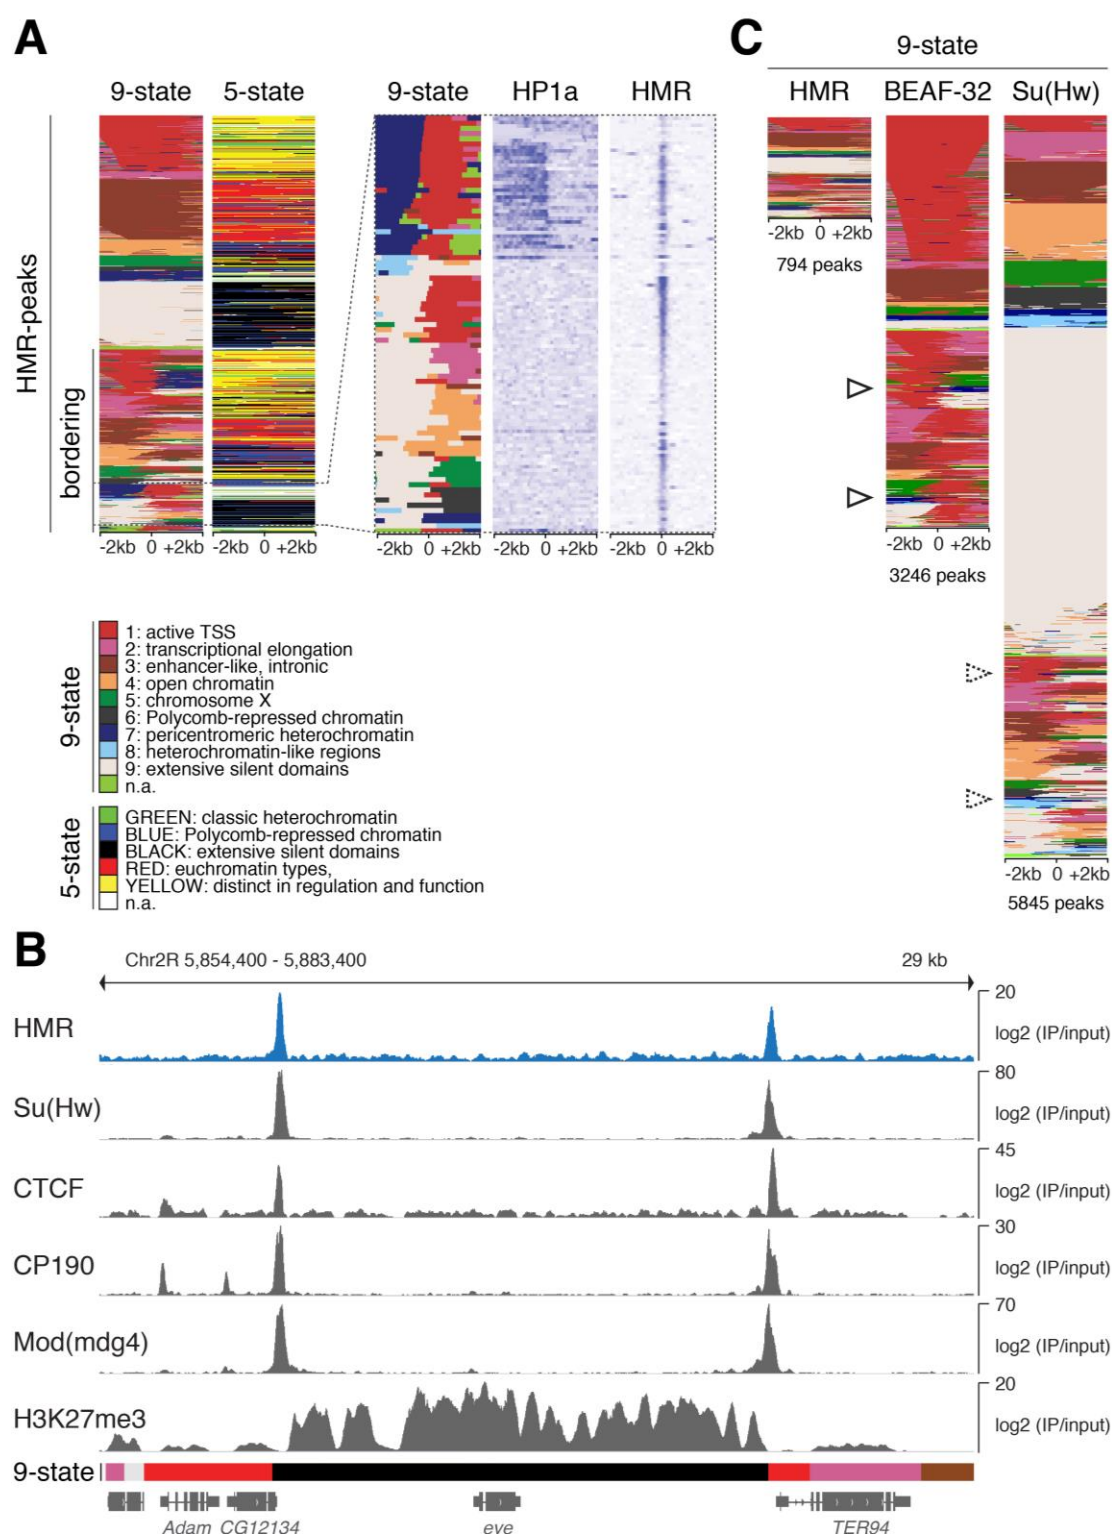 A
9-state 5-state 9-state HP1a HMR
HMR-peaks
bordering
-2kb 0 +2kb -2kb 0 +2kb -2kb 0 +2kb -2kb 0 +2kb -2kb 0 +2kb
9-state
1: active TSS
2: transcriptional elongation
3: enhancer-like, intronic
4: open chromatin
5: chromosome X
6: Polycomb-repressed chromatin
7: pericentromeric heterochromatin
8: heterochromatin-like regions
9: extensive silent domains
n.a.
5-state
GREEN: classic heterochromatin
BLUE: Polycomb-repressed chromatin
BLACK: extensive silent domains
RED: euchromatin types,
YELLOW: distinct in regulation and function
n.a.
C
9-state
HMR BEAF-32 Su(Hw)
-2kb 0 +2kb
794 peaks
-2kb 0 +2kb
3246 peaks
-2kb 0 +2kb
5845 peaks
B
Chr2R 5,854,400 - 5,883,400 29 kb
HMR 20 log2 (IP/input)
Su(Hw) 80 log2 (IP/input)
CTCF 45 log2 (IP/input)
CP190 30 log2 (IP/input)
Mod(mdg4) 70 log2 (IP/input)
H3K27me3 20 log2 (IP/input)
9-state
Adam CG12134 eve TER94